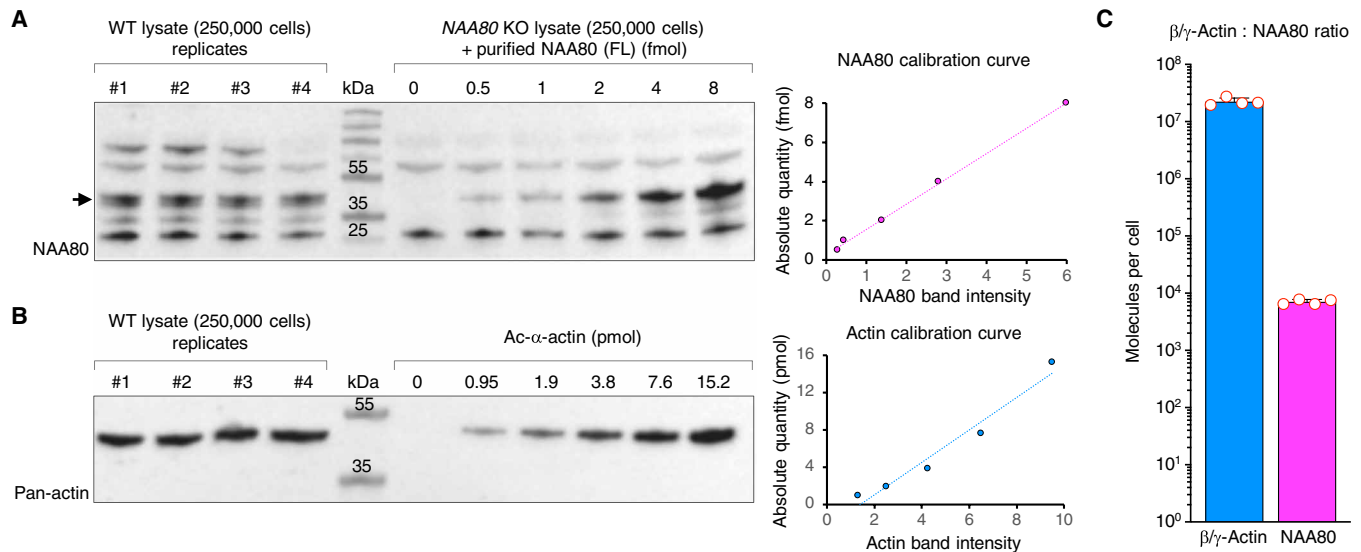 A
WT lysate (250,000 cells)
replicates
#1 #2 #3 #4 kDa
NAA80 KO lysate (250,000 cells)
+ purified NAA80 (FL) (fmol)
0 0.5 1 2 4 8
55
35
25
NAA80
NAA80 calibration curve
Absolute quantity (fmol)
8
6
4
2
0
0 1 2 3 4 5 6
NAA80 band intensity
B
WT lysate (250,000 cells)
replicates
#1 #2 #3 #4 kDa
Ac-α-actin (pmol)
0 0.95 1.9 3.8 7.6 15.2
55
35
Pan-actin
Actin calibration curve
Absolute quantity (pmol)
16
12
8
4
0
0 2 4 6 8 10
Actin band intensity
C
β/γ-Actin : NAA80 ratio
Molecules per cell
10⁸
10⁷
10⁶
10⁵
10⁴
10³
10²
10¹
10⁰
β/γ-Actin NAA80